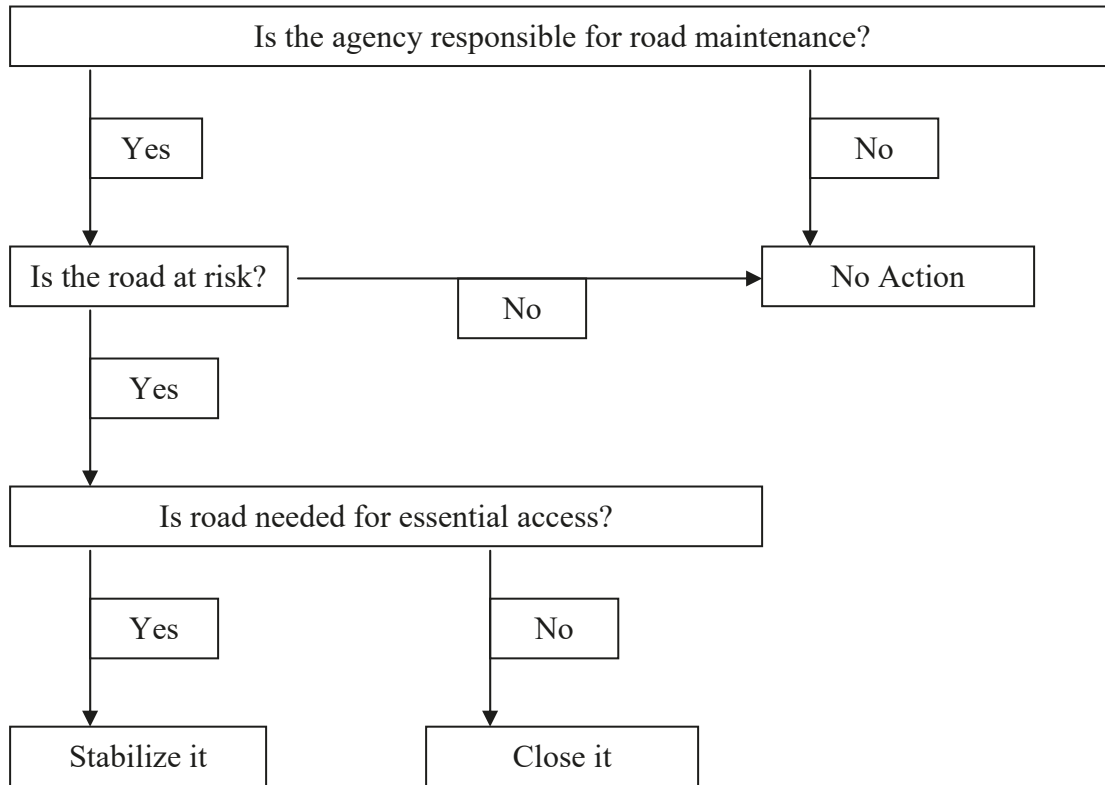 Is the agency responsible for road maintenance?
Yes
No
Is the road at risk?
No
No Action
Yes
Is road needed for essential access?
Yes
No
Stabilize it
Close it